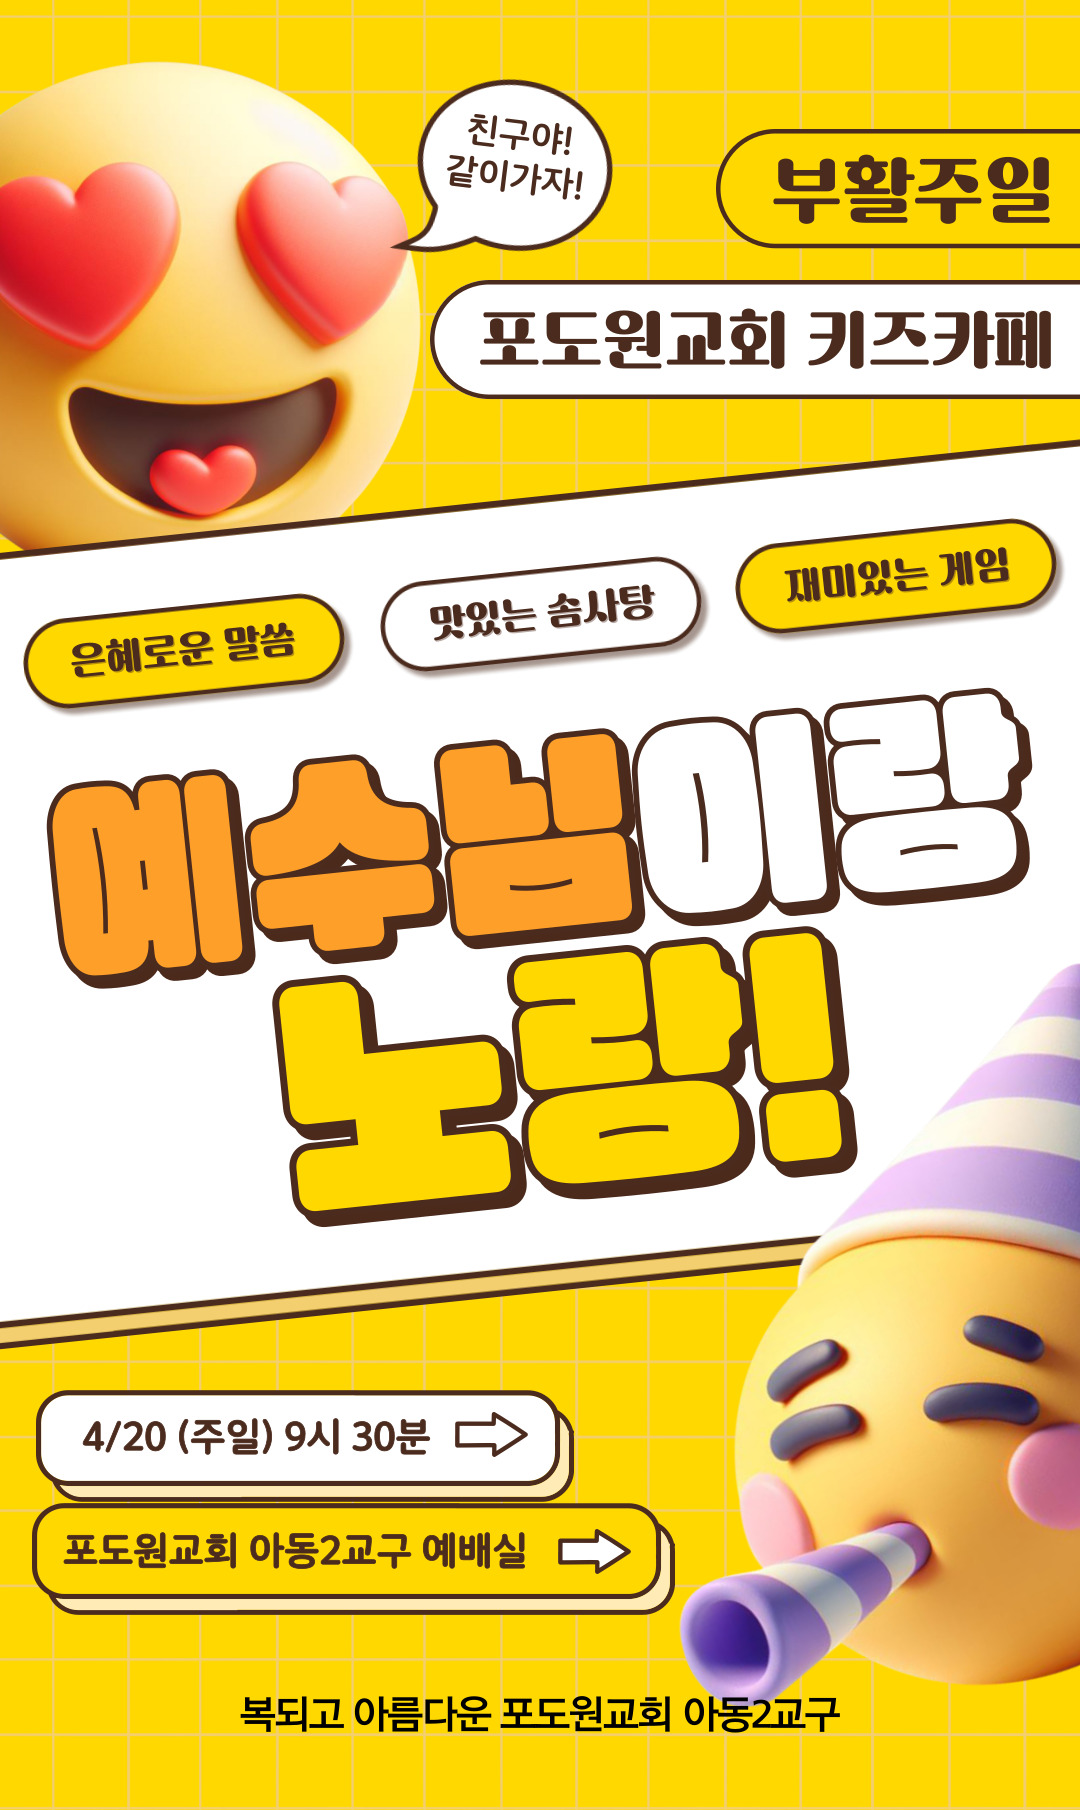 친구야!
같이가자!
부활주일
포도원교회 키즈카페
은혜로운 말씀
맛있는 솜사탕
재미있는 게임
예수님이랑
노랑!
4/20 (주일) 9시 30분
포도원교회 아동2교구 예배실
복되고 아름다운 포도원교회 아동2교구